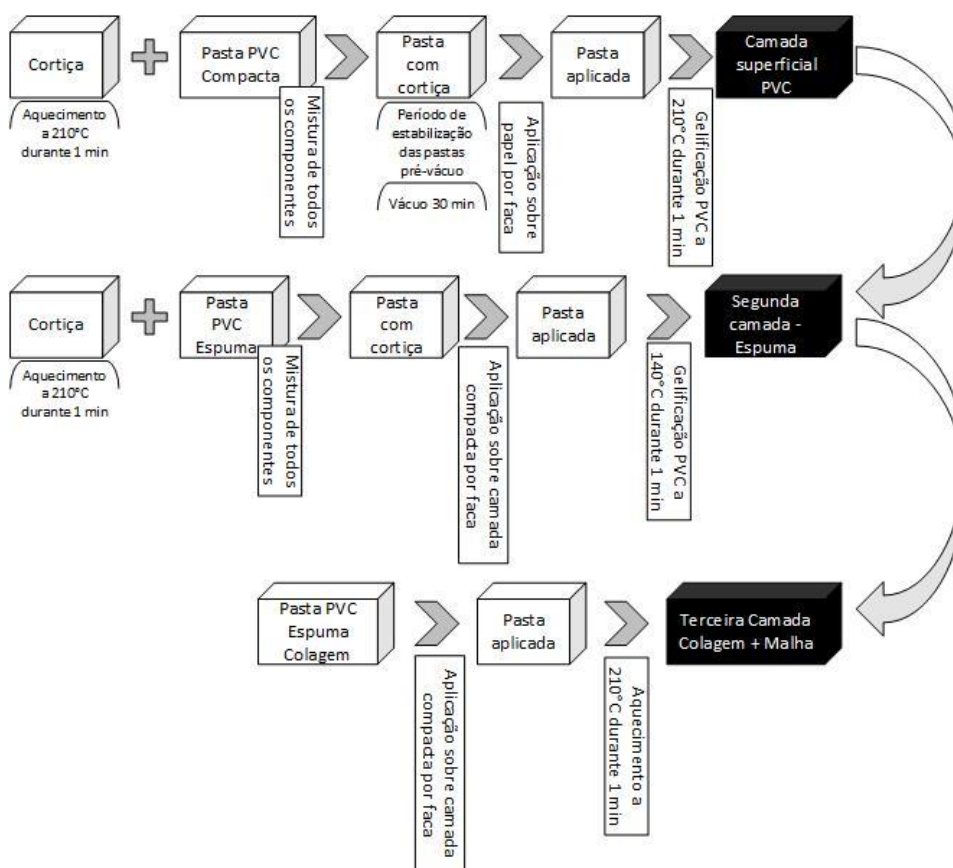 Cortiça
Aquecimento
a 210°C
durante 1 min
Pasta PVC
Compacta
Mistura de todos
os componentes
Pasta
com
cortiça
Período de
estabilização
das pastas
pré-vácuo
Vácuo 30 min
Aplicação sobre
papel por faca
Pasta
aplicada
Gelificação PVC a
210°C durante 1 min
Camada
superficial
PVC
Cortiça
Aquecimento
a 210°C
durante 1 min
Pasta
PVC
Espuma
Mistura de todos
os componentes
Pasta
com
cortiça
Aplicação sobre camada
compacta por faca
Pasta
aplicada
Gelificação PVC a
140°C durante 1 min
Segunda
camada -
Espuma
Pasta PVC
Espuma
Colagem
Aplicação sobre camada
compacta por faca
Pasta
aplicada
Aquecimento a
210°C durante 1 min
Terceira Camada
Colagem + Malha